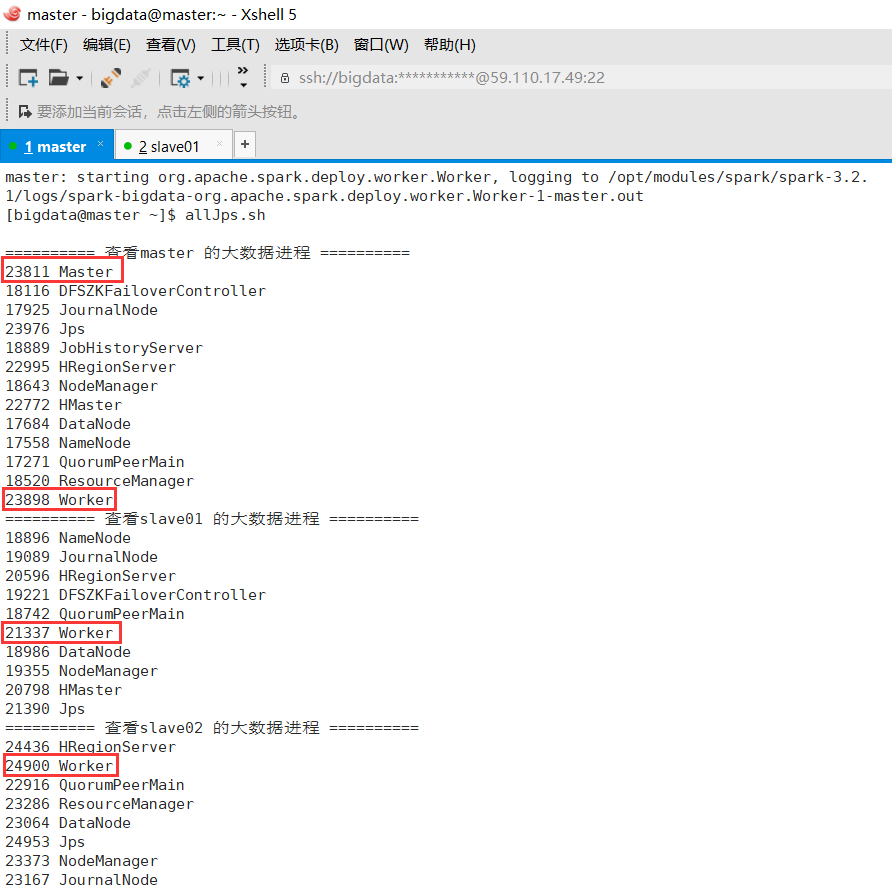 master - bigdata@master:~ - Xshell 5
文件(F) 编辑(E) 查看(V) 工具(T) 选项卡(B) 窗口(W) 帮助(H)
ssh://bigdata:***********@59.110.17.49:22
要添加当前会话，点击左侧的箭头按钮。
1 master × 2 slave01 × +
master: starting org.apache.spark.deploy.worker.Worker, logging to /opt/modules/spark/spark-3.2.
1/logs/spark-bigdata-org.apache.spark.deploy.worker.Worker-1-master.out
[bigdata@master ~]$ allJps.sh
========== 查看master 的大数据进程 ==========
23811 Master
18116 DFSZKFailoverController
17925 JournalNode
23976 Jps
18889 JobHistoryServer
22995 HRegionServer
18643 NodeManager
22772 HMaster
17684 DataNode
17558 NameNode
17271 QuorumPeerMain
18520 ResourceManager
23898 Worker
========== 查看slave01 的大数据进程 ==========
18896 NameNode
19089 JournalNode
20596 HRegionServer
19221 DFSZKFailoverController
18742 QuorumPeerMain
21337 Worker
18986 DataNode
19355 NodeManager
20798 HMaster
21390 Jps
========== 查看slave02 的大数据进程 ==========
24436 HRegionServer
24900 Worker
22916 QuorumPeerMain
23286 ResourceManager
23064 DataNode
24953 Jps
23373 NodeManager
23167 JournalNode